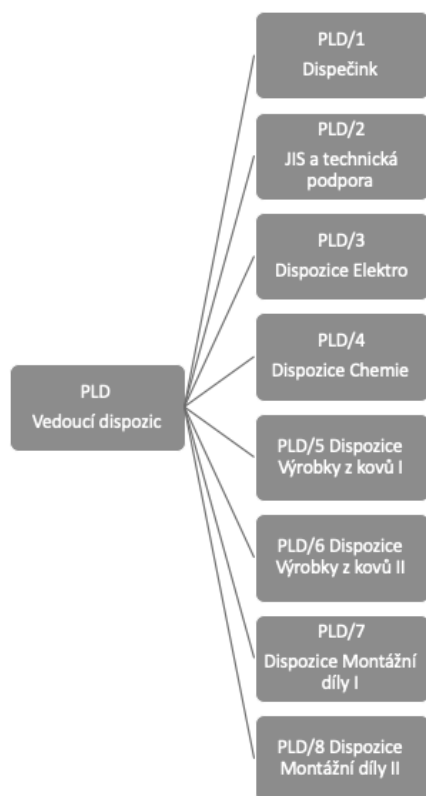 PLD/1
Dispečink
PLD/2
JIS a technická
podpora
PLD/3
Dispozice Elektro
PLD/4
Dispozice Chemie
PLD
Vedoucí dispozic
PLD/5 Dispozice
Výrobky z kovů I
PLD/6 Dispozice
Výrobky z kovů II
PLD/7
Dispozice Montážní
díly I
PLD/8 Dispozice
Montážní díly II